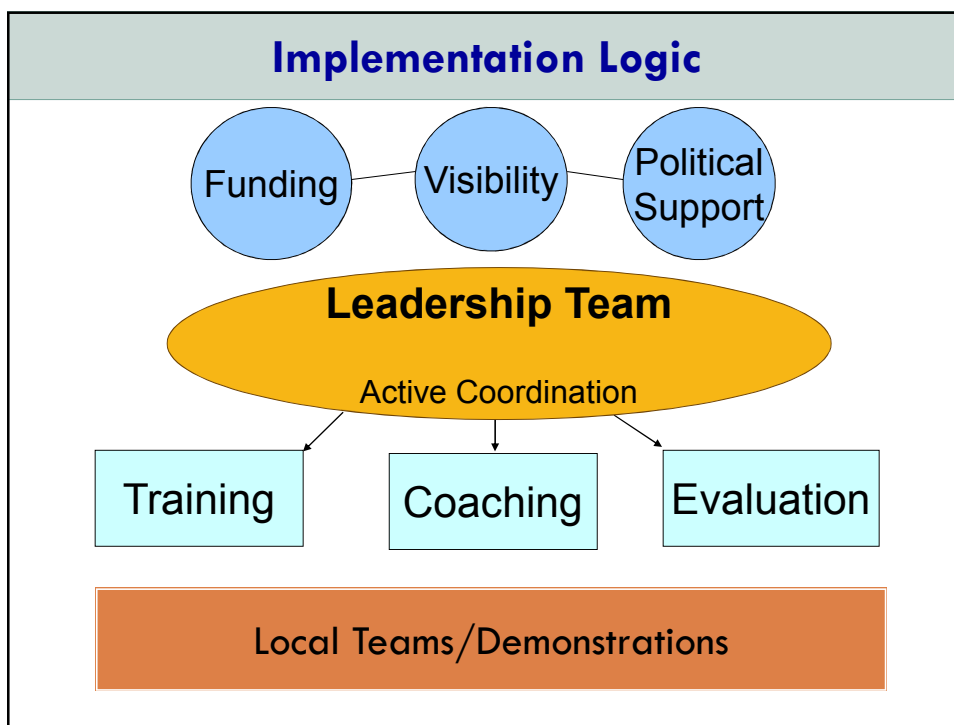 Implementation Logic
Funding
Visibility
Political
Support
Leadership Team
Active Coordination
Training
Coaching
Evaluation
Local Teams/Demonstrations